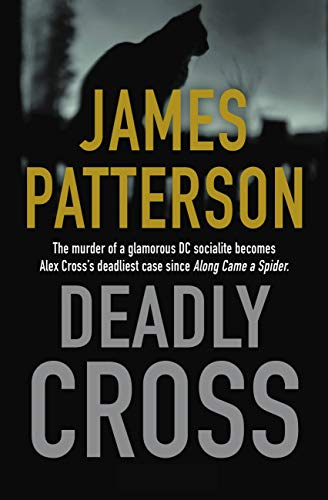 JAMES
PATTERSON
The murder of a glamorous DC socialite becomes
Alex Cross's deadliest case since Along Came a Spider.
DEADLY
CROSS